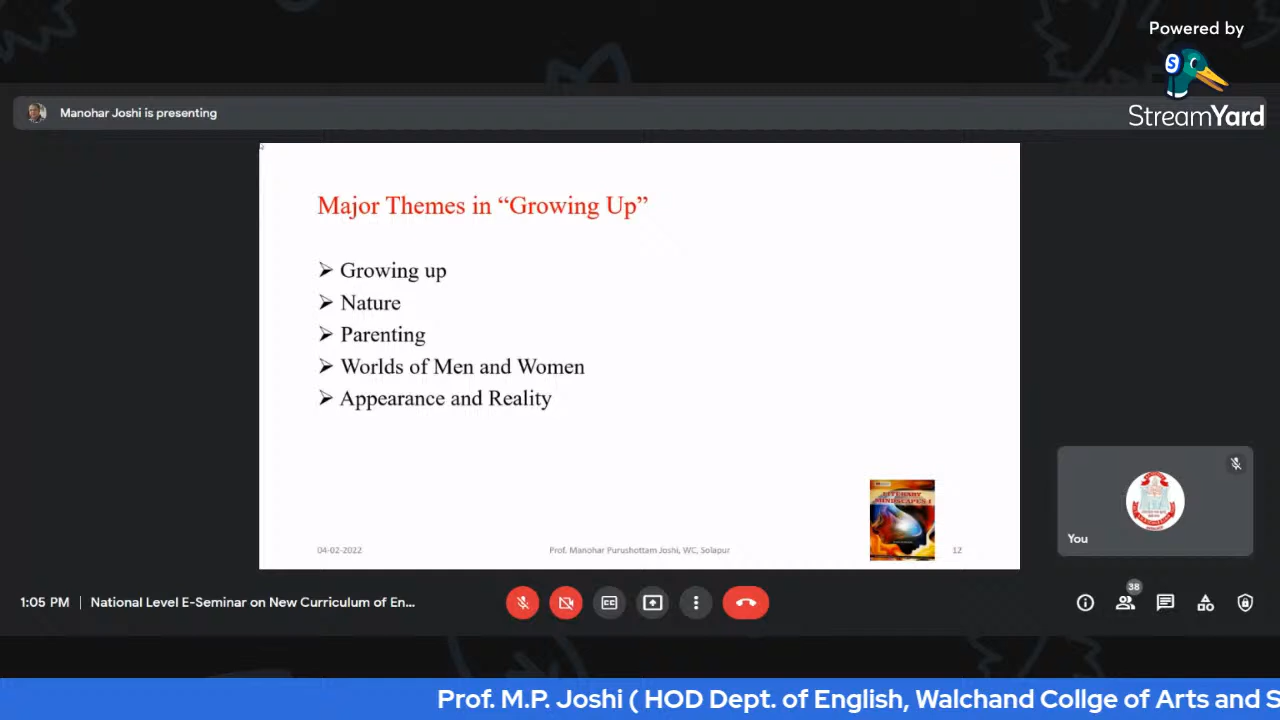 Powered by
StreamYard
Manohar Joshi is presenting
Major Themes in “Growing Up”
➢ Growing up
➢ Nature
➢ Parenting
➢ Worlds of Men and Women
➢ Appearance and Reality
LITERARY
MINDSCAPES-I
04-02-2022
Prof. Manohar Purushottam Joshi, WC, Solapur
12
You
1:05 PM | National Level E-Seminar on New Curriculum of En...
CC
38
Prof. M.P. Joshi ( HOD Dept. of English, Walchand Collge of Arts and S